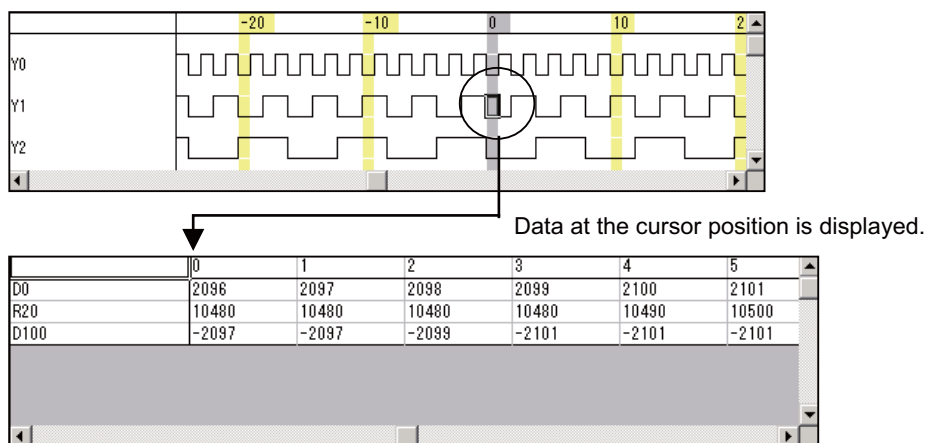 -20 -10 0 10 2
Y0
Y1
Y2
Data at the cursor position is displayed.
0 1 2 3 4 5
D0 2096 2097 2098 2099 2100 2101
R20 10480 10480 10480 10480 10490 10500
D100 -2097 -2097 -2099 -2101 -2101 -2101